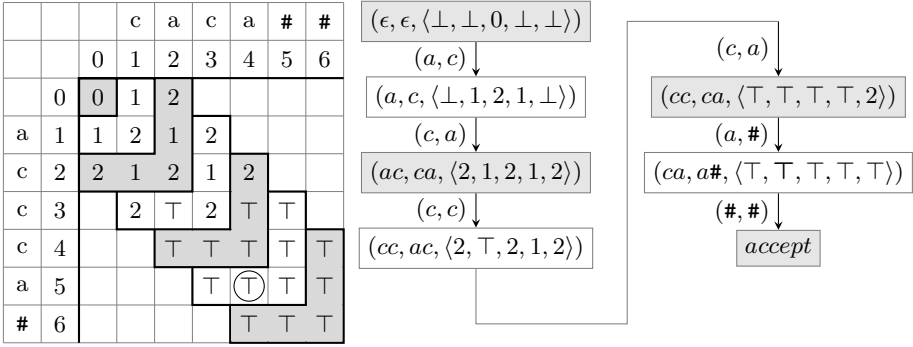 c a c a # #
0 1 2 3 4 5 6
0 0 1 2
a 1 1 2 1 2
c 2 2 1 2 1 2
c 3 2 ⊤ 2 ⊤ ⊤
c 4 ⊤ ⊤ ⊤ ⊤ ⊤
a 5 ⊤ ⊤ ⊤ ⊤
# 6 ⊤ ⊤ ⊤
(ϵ, ϵ, ⟨⊥, ⊥, 0, ⊥, ⊥⟩)
(a, c)
(a, c, ⟨⊥, 1, 2, 1, ⊥⟩)
(c, a)
(ac, ca, ⟨2, 1, 2, 1, 2⟩)
(c, c)
(cc, ac, ⟨2, ⊤, 2, 1, 2⟩)
(c, a)
(cc, ca, ⟨⊤, ⊤, ⊤, ⊤, 2⟩)
(a, #)
(ca, a#, ⟨⊤, ⊤, ⊤, ⊤, ⊤⟩)
(#, #)
accept